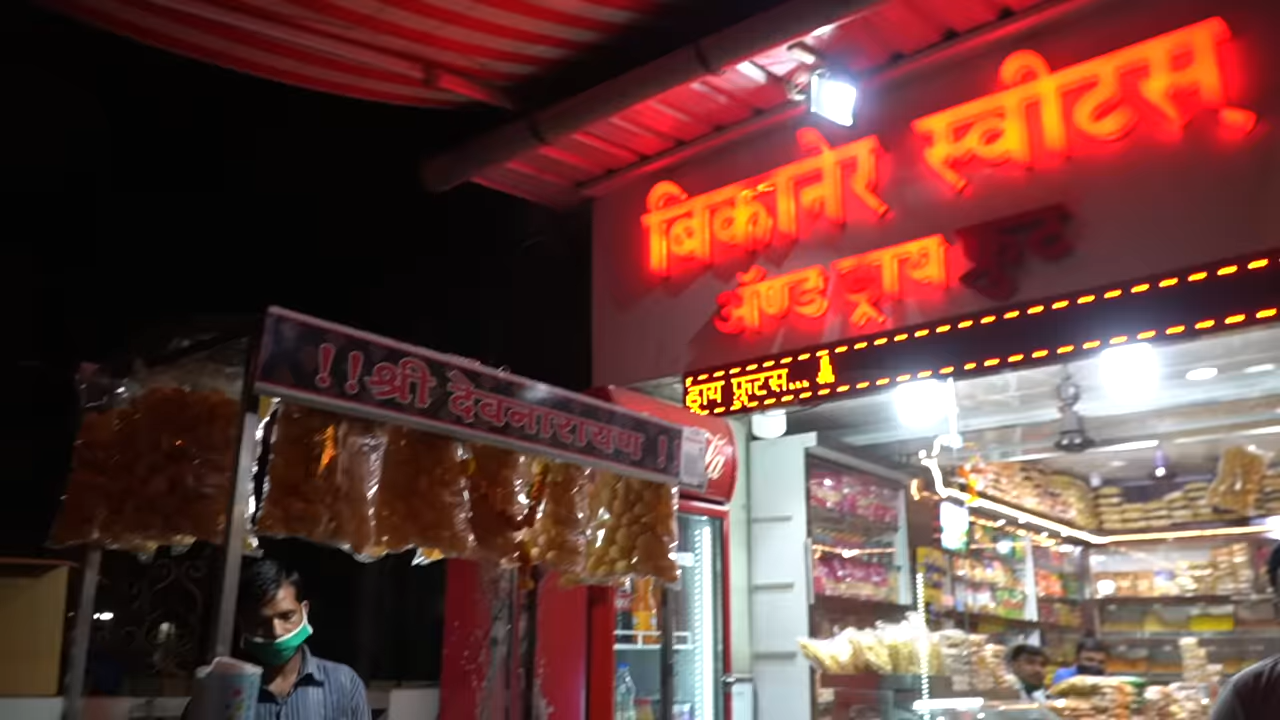 बिकानेर स्वीटस्
ॲण्ड ड्राय फ्रुट
ड्राय फ्रुटस...
!!श्री देवनारायण !!